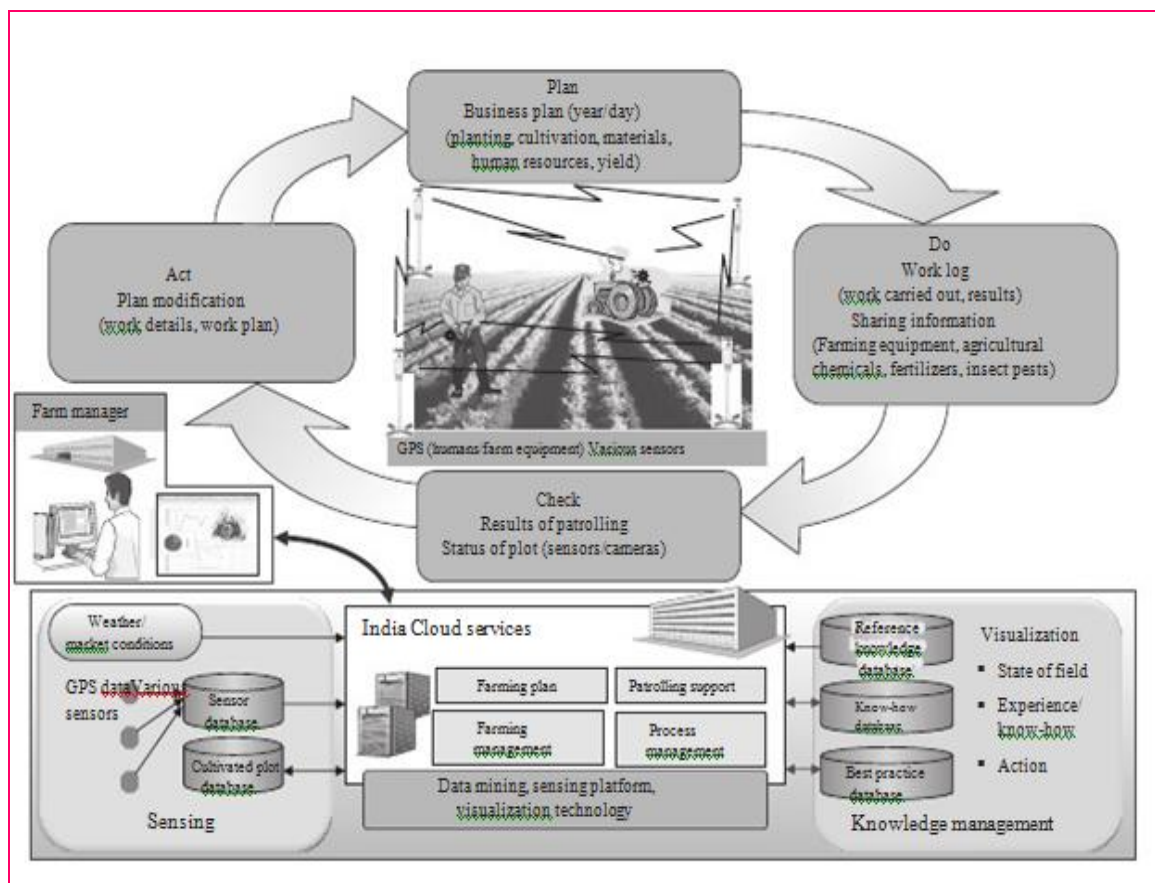 Plan
Business plan (year/day)
(planting, cultivation, materials,
human resources, yield)
Do
Work log
(work carried out, results)
Sharing information
(Farming equipment, agricultural
chemicals, fertilizers, insect pests)
Act
Plan modification
(work details, work plan)
GPS (humans/farm equipment) Various sensors
Check
Results of patrolling
Status of plot (sensors/cameras)
Farm manager
Weather/
market conditions
GPS dataVarious
sensors
Sensor
database.
Cultivated plot
database.
Sensing
India Cloud services
Farming plan
Patrolling support
Farming
management
Process
management
Data mining, sensing platform,
visualization technology
Reference
knowledge
database.
Know-how
database.
Best practice
database.
Visualization
▪ State of field
▪ Experience/
know-how
▪ Action
Knowledge management